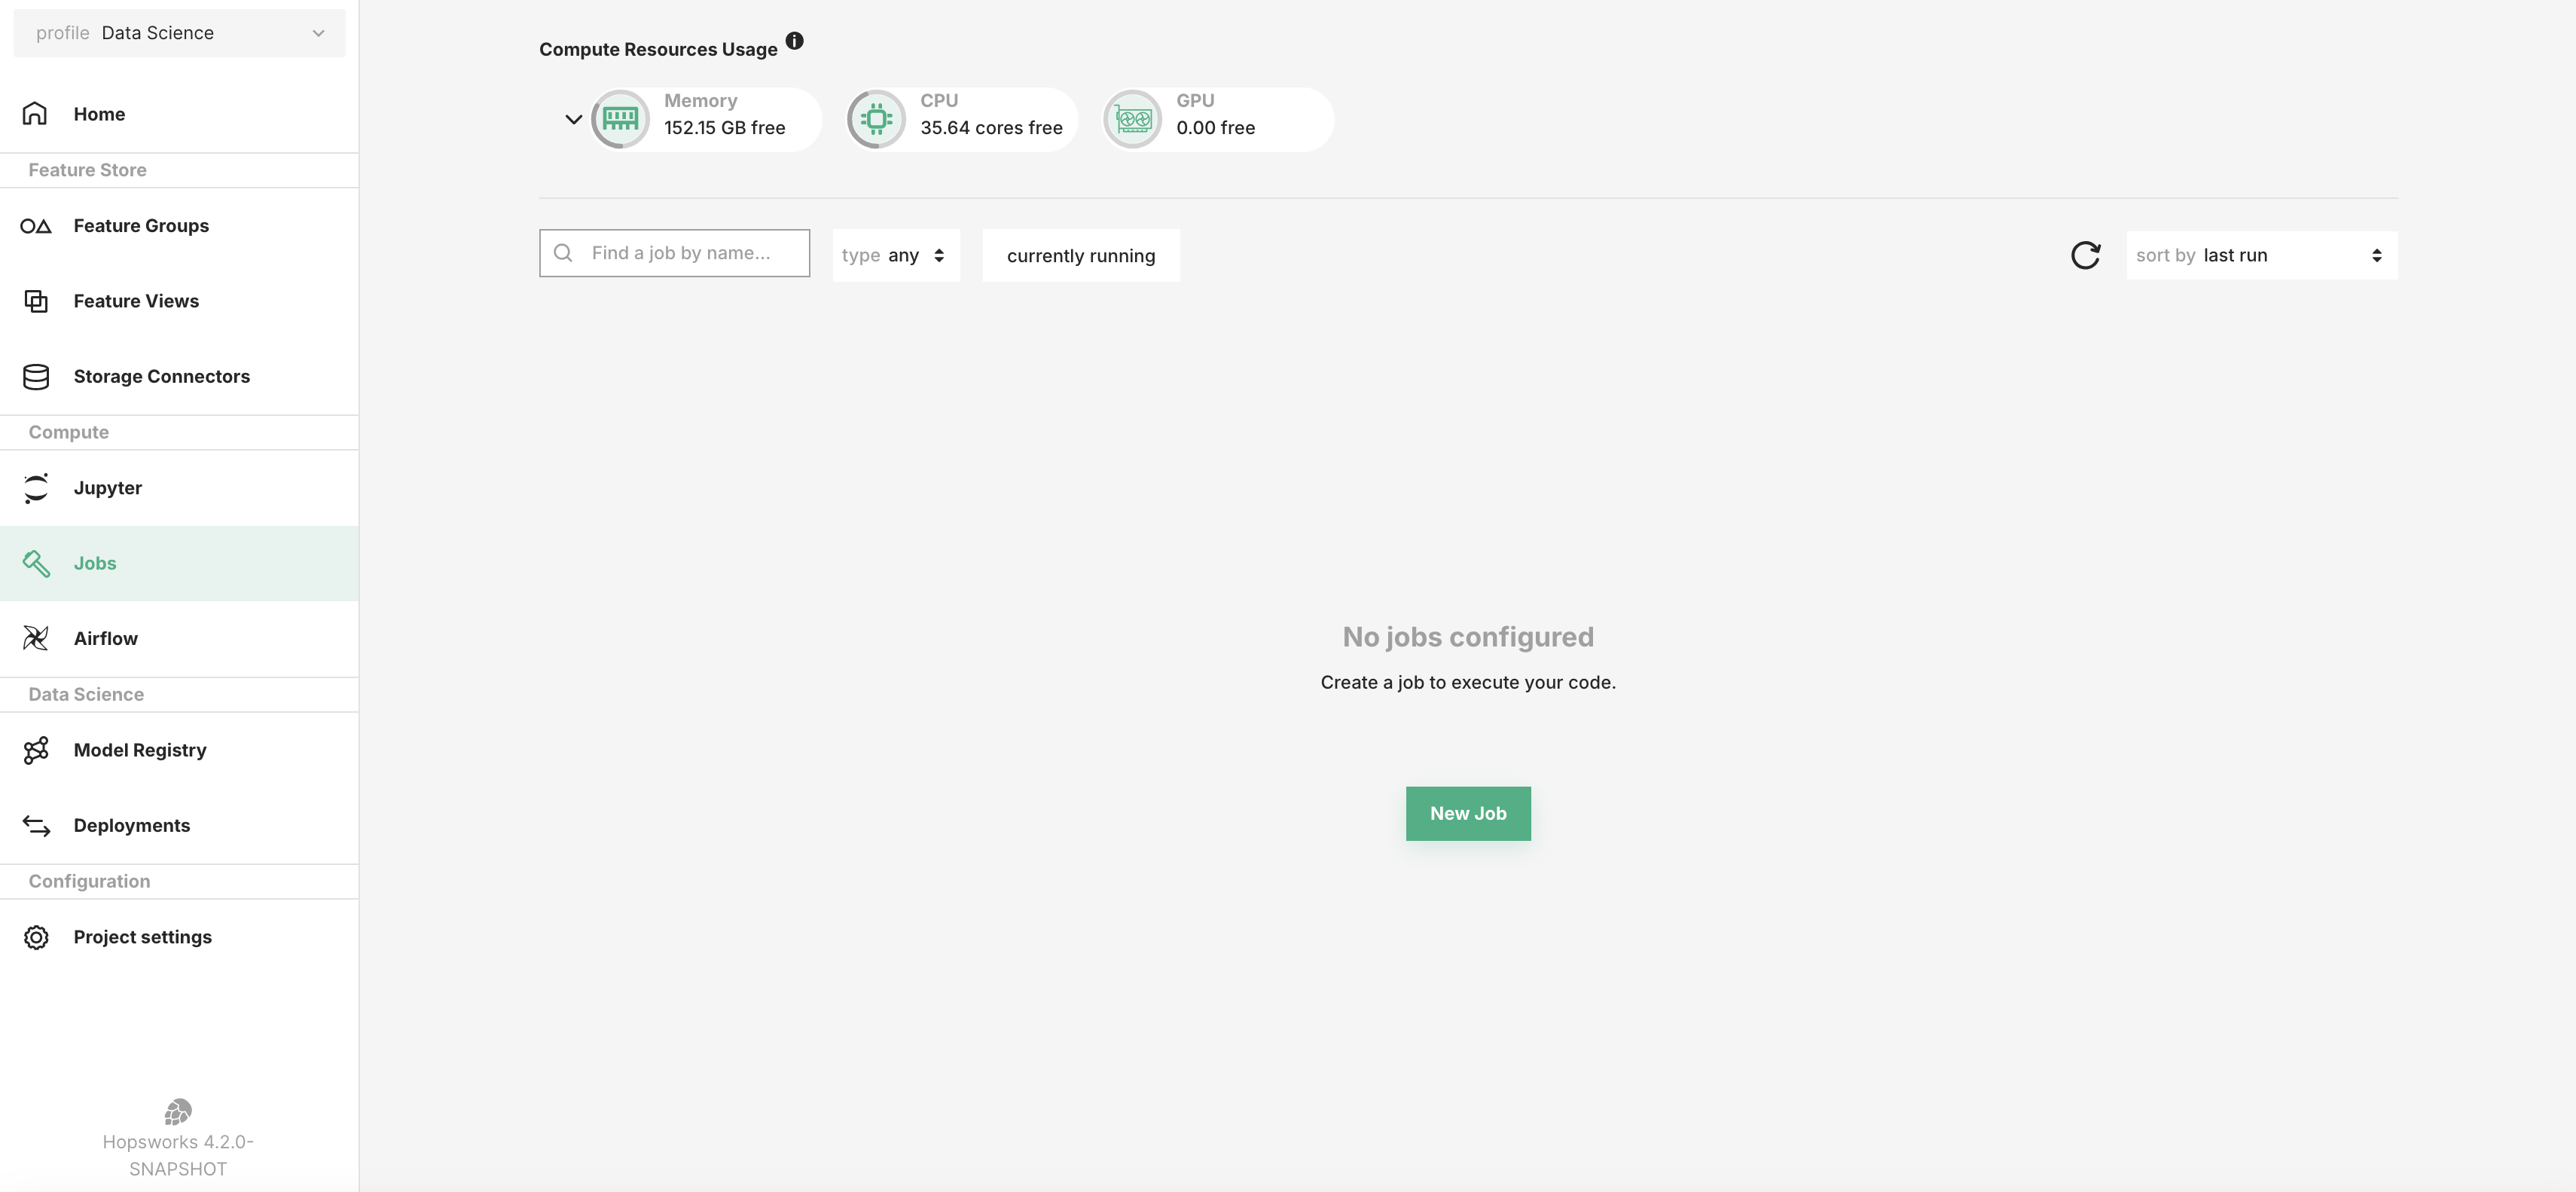 profile Data Science
Home
Feature Store
Feature Groups
Feature Views
Storage Connectors
Compute
Jupyter
Jobs
Airflow
Data Science
Model Registry
Deployments
Configuration
Project settings
Hopsworks 4.2.0-
SNAPSHOT
Compute Resources Usage
Memory
152.15 GB free
CPU
35.64 cores free
GPU
0.00 free
Find a job by name...
type any
currently running
sort by last run
No jobs configured
Create a job to execute your code.
New Job